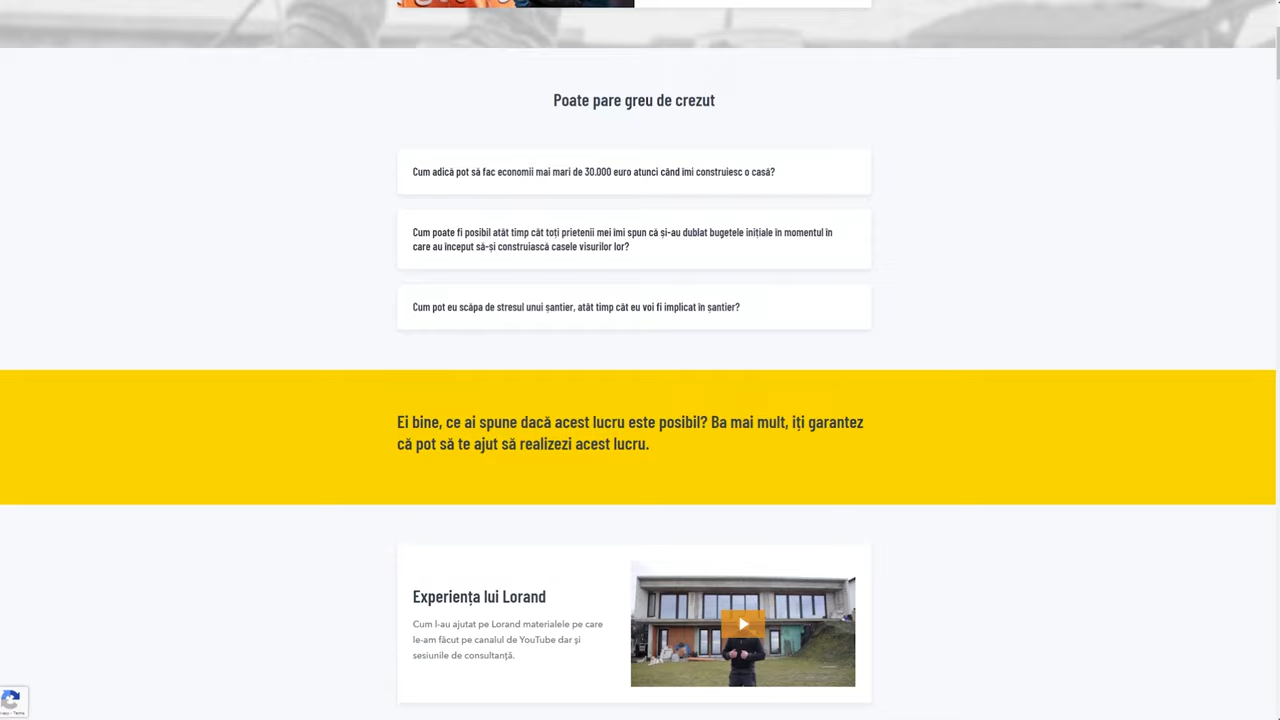 Poate pare greu de crezut
Cum adică pot să fac economii mai mari de 30.000 euro atunci când îmi construiesc o casă?
Cum poate fi posibil atât timp cât toți prietenii mei îmi spun că și-au dublat bugetele inițiale în momentul în
care au început să-și construiască casele visurilor lor?
Cum pot eu scăpa de stresul unui șantier, atât timp cât eu voi fi implicat în șantier?
Ei bine, ce ai spune dacă acest lucru este posibil? Ba mai mult, iți garantez
că pot să te ajut să realizezi acest lucru.
Experiența lui Lorand
Cum l-au ajutat pe Lorand materialele pe care
le-am făcut pe canalul de YouTube dar și
sesiunile de consultanță.